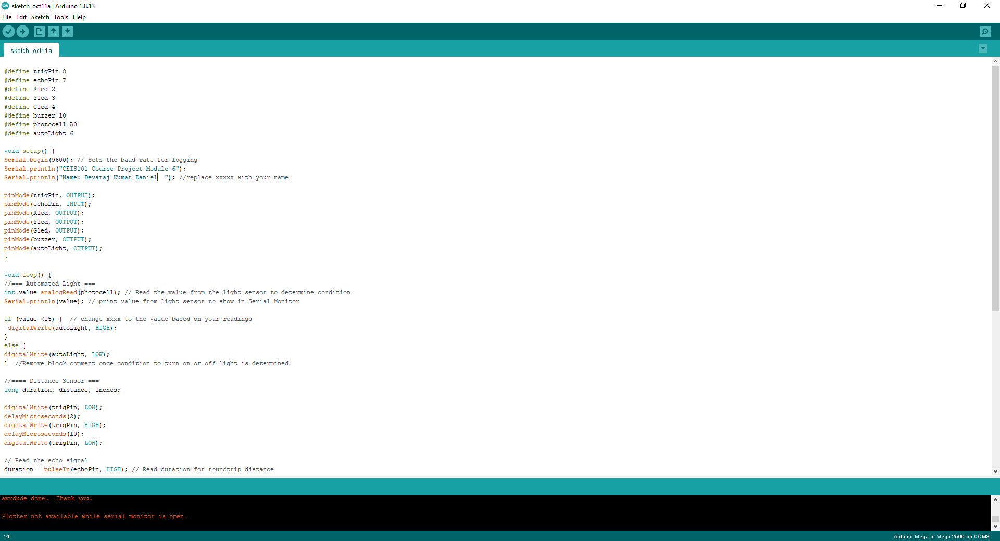 sketch_oct11a | Arduino 1.8.13
File Edit Sketch Tools Help
sketch_oct11a
#define trigPin 8
#define echoPin 7
#define Rled 2
#define Yled 3
#define Gled 4
#define buzzer 10
#define photocell A0
#define autoLight 6
void setup() {
Serial.begin(9600); // Sets the baud rate for logging
Serial.println("CEIS101 Course Project Module 6");
Serial.println("Name: Devaraj Kumar Daniel  "); //replace xxxxx with your name
pinMode(trigPin, OUTPUT);
pinMode(echoPin, INPUT);
pinMode(Rled, OUTPUT);
pinMode(Yled, OUTPUT);
pinMode(Gled, OUTPUT);
pinMode(buzzer, OUTPUT);
pinMode(autoLight, OUTPUT);
}
void loop() {
//=== Automated Light ===
int value=analogRead(photocell); // Read the value from the light sensor to determine condition
Serial.println(value); // print value from light sensor to show in Serial Monitor
if (value <15) {  // change xxxx to the value based on your readings
 digitalWrite(autoLight, HIGH);
}
else {
digitalWrite(autoLight, LOW);
}  //Remove block comment once condition to turn on or off light is determined
//==== Distance Sensor ===
long duration, distance, inches;
digitalWrite(trigPin, LOW);
delayMicroseconds(2);
digitalWrite(trigPin, HIGH);
delayMicroseconds(10);
digitalWrite(trigPin, LOW);
// Read the echo signal
duration = pulseIn(echoPin, HIGH); // Read duration for roundtrip distance
avrdude done.  Thank you.
Plotter not available while serial monitor is open
14
Arduino Mega or Mega 2560 on COM3